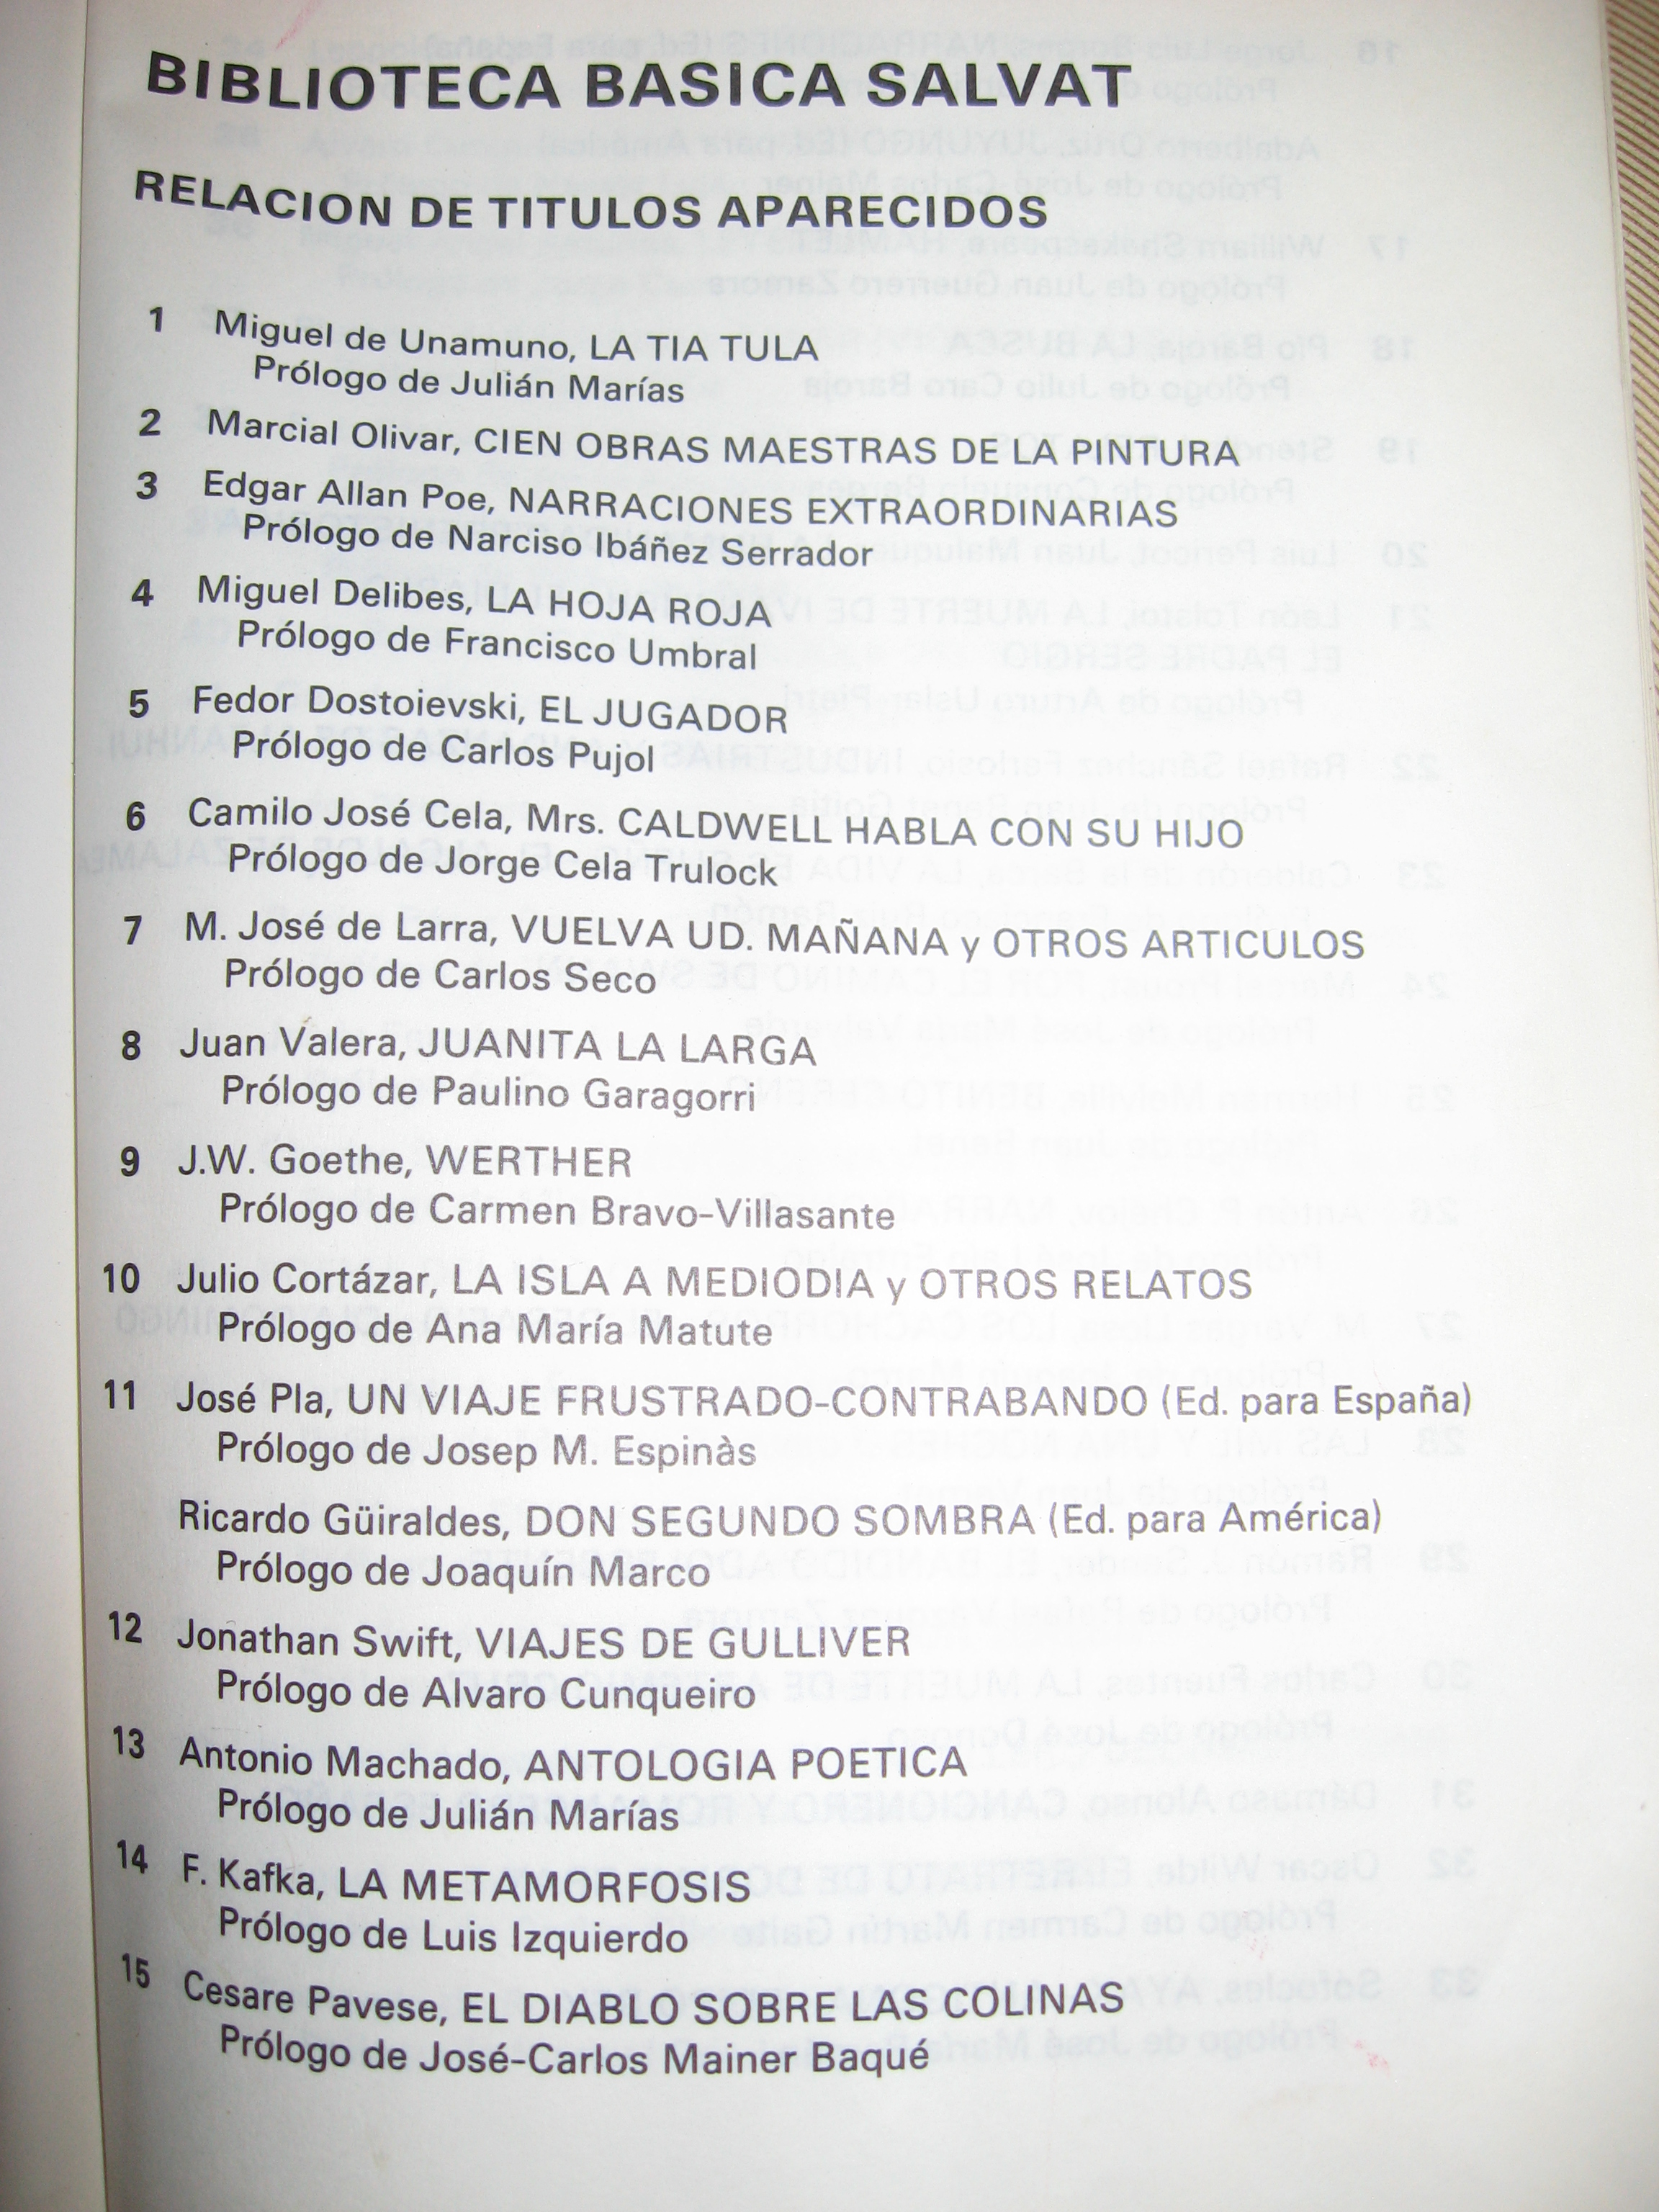 BIBLIOTECA BASICA SALVAT
RELACION DE TITULOS APARECIDOS
1 Miguel de Unamuno, LA TIA TULA
Prólogo de Julián Marías
2 Marcial Olivar, CIEN OBRAS MAESTRAS DE LA PINTURA
3 Edgar Allan Poe, NARRACIONES EXTRAORDINARIAS
Prólogo de Narciso Ibáñez Serrador
4 Miguel Delibes, LA HOJA ROJA
Prólogo de Francisco Umbral
5 Fedor Dostoievski, EL JUGADOR
Prólogo de Carlos Pujol
6 Camilo José Cela, Mrs. CALDWELL HABLA CON SU HIJO
Prólogo de Jorge Cela Trulock
7 M. José de Larra, VUELVA UD. MAÑANA y OTROS ARTICULOS
Prólogo de Carlos Seco
8 Juan Valera, JUANITA LA LARGA
Prólogo de Paulino Garagorri
9 J.W. Goethe, WERTHER
Prólogo de Carmen Bravo-Villasante
10 Julio Cortázar, LA ISLA A MEDIODIA y OTROS RELATOS
Prólogo de Ana María Matute
11 José Pla, UN VIAJE FRUSTRADO-CONTRABANDO (Ed. para España)
Prólogo de Josep M. Espinàs
Ricardo Güiraldes, DON SEGUNDO SOMBRA (Ed. para América)
Prólogo de Joaquín Marco
12 Jonathan Swift, VIAJES DE GULLIVER
Prólogo de Alvaro Cunqueiro
13 Antonio Machado, ANTOLOGIA POETICA
Prólogo de Julián Marías
14 F. Kafka, LA METAMORFOSIS
Prólogo de Luis Izquierdo
15 Cesare Pavese, EL DIABLO SOBRE LAS COLINAS
Prólogo de José-Carlos Mainer Baqué